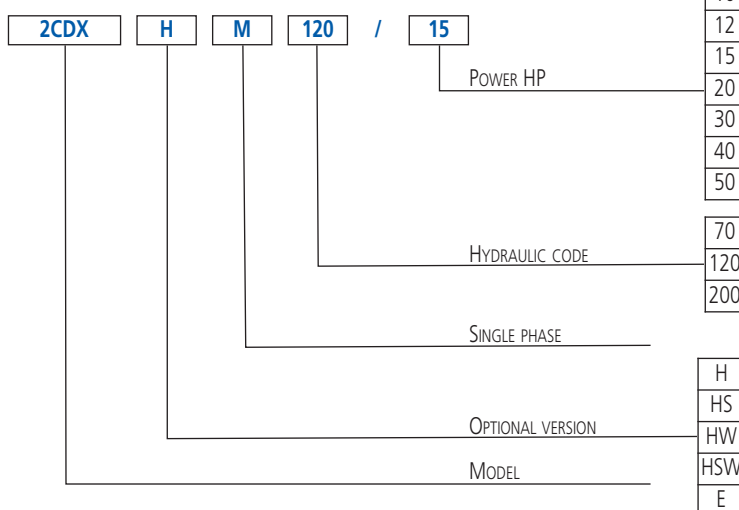 2CDX H M 120 / 15
POWER HP
12
15
20
30
40
50
HYDRAULIC CODE
70
120
200
SINGLE PHASE
OPTIONAL VERSION
H
HS
HW
HSW
E
MODEL